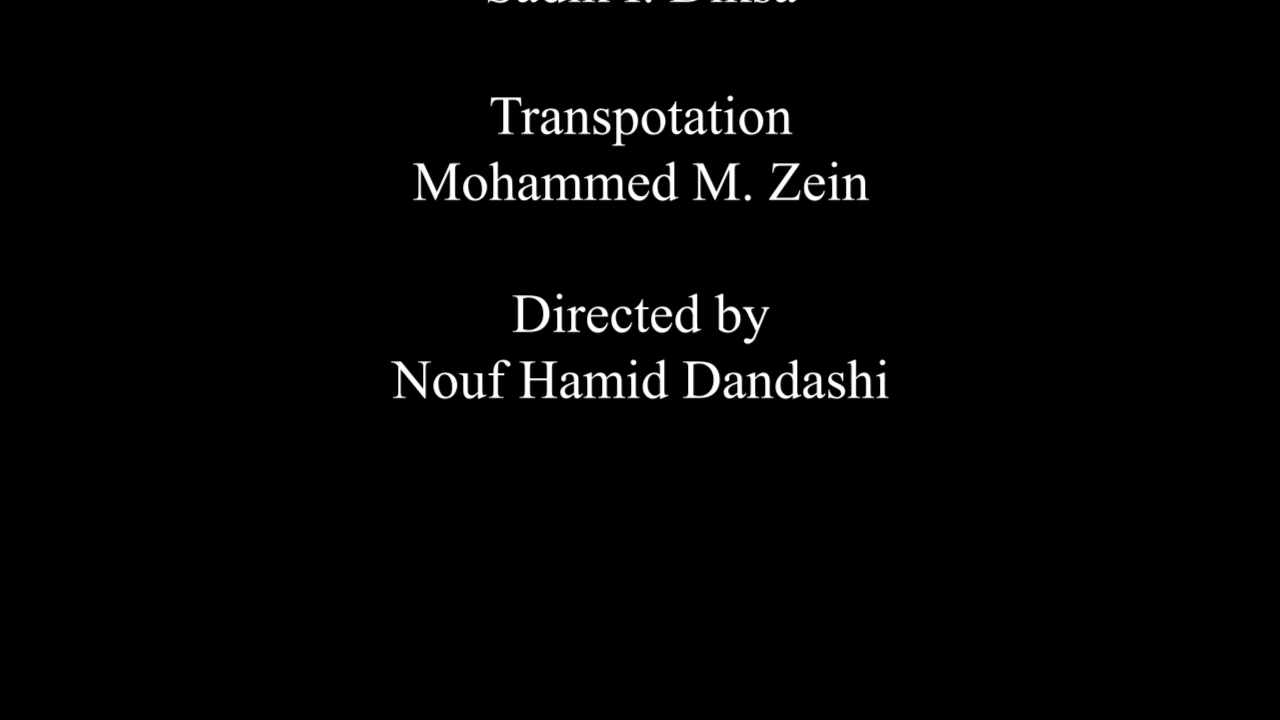 Transpotation
Mohammed M. Zein
Directed by
Nouf Hamid Dandashi